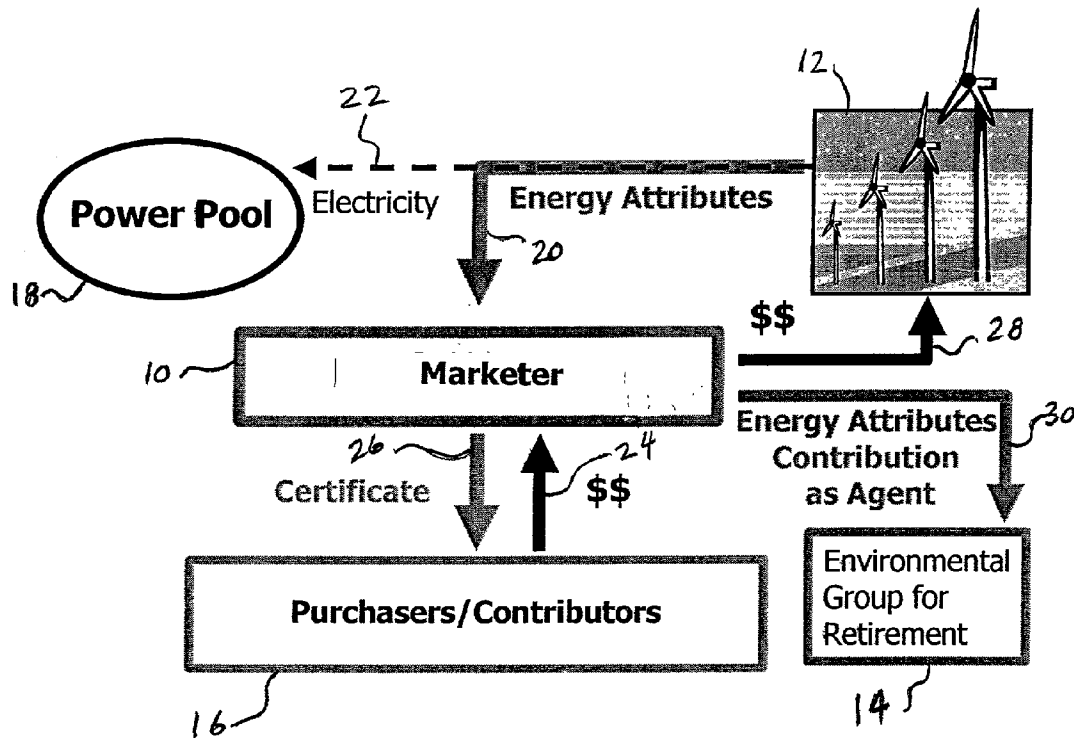 12
22
Power Pool
Electricity
Energy Attributes
20
18
$$
28
10
Marketer
Energy Attributes
Contribution
as Agent
30
26
24
Certificate
$$
Purchasers/Contributors
Environmental
Group for
Retirement
16
14